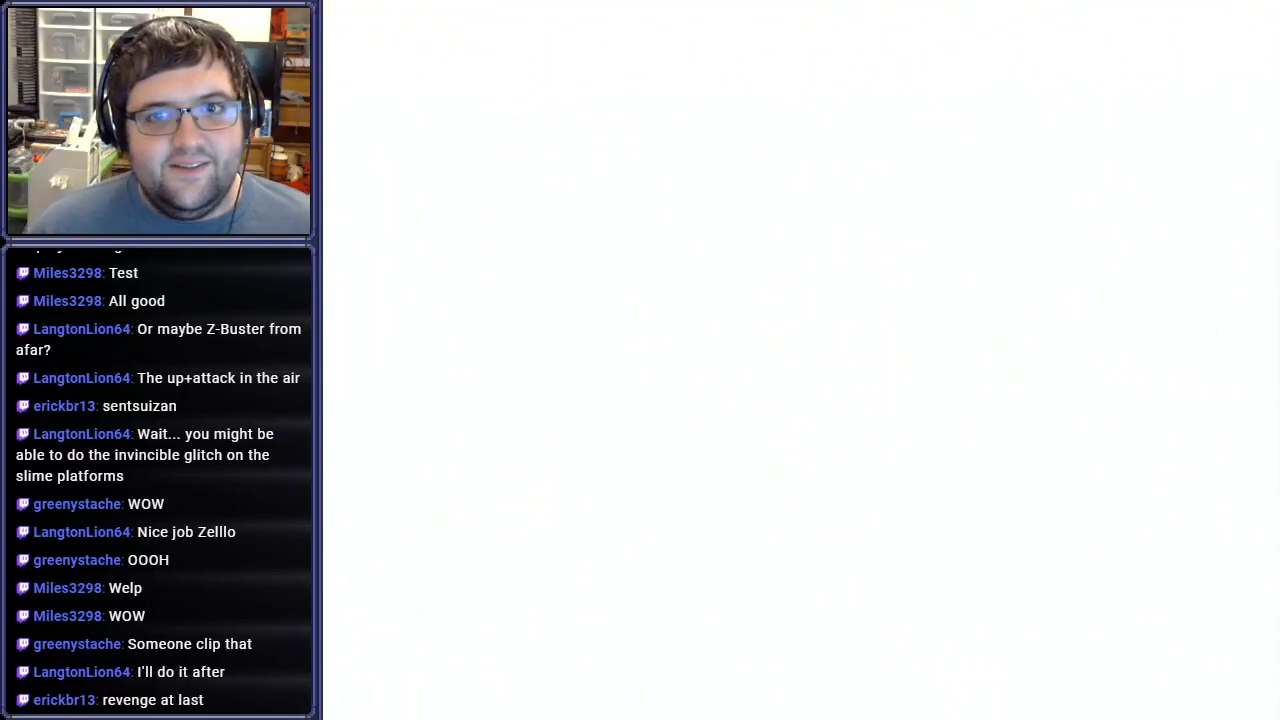 Miles3298: Test
Miles3298: All good
LangtonLion64: Or maybe Z-Buster from
afar?
LangtonLion64: The up+attack in the air
erickbr13: sentsuizan
LangtonLion64: Wait... you might be
able to do the invincible glitch on the
slime platforms
greenystache: WOW
LangtonLion64: Nice job Zelllo
greenystache: OOOH
Miles3298: Welp
Miles3298: WOW
greenystache: Someone clip that
LangtonLion64: I'll do it after
erickbr13: revenge at last